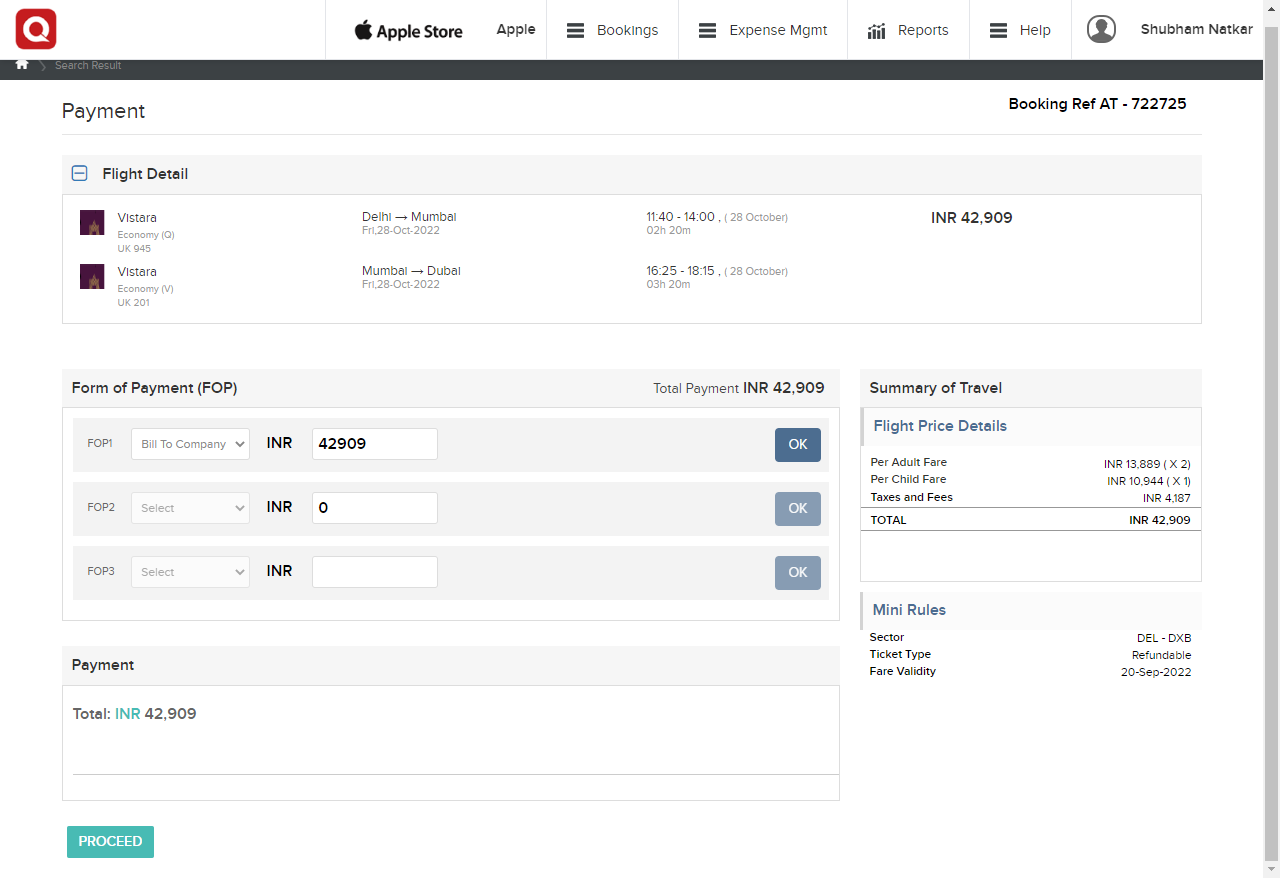 Q
Apple Store
Apple
Bookings
Expense Mgmt
Reports
Help
Shubham Natkar
Search Result
Payment
Booking Ref AT - 722725
Flight Detail
Vistara
Economy (Q)
UK 945
Delhi → Mumbai
Fri,28-Oct-2022
11:40 - 14:00 , ( 28 October)
02h 20m
INR 42,909
Vistara
Economy (V)
UK 201
Mumbai → Dubai
Fri,28-Oct-2022
16:25 - 18:15 , ( 28 October)
03h 20m
Form of Payment (FOP)
Total Payment INR 42,909
FOP1 Bill To Company INR 42909 OK
FOP2 Select INR 0 OK
FOP3 Select INR OK
Payment
Total: INR 42,909
PROCEED
Summary of Travel
Flight Price Details
Per Adult Fare INR 13,889 ( X 2)
Per Child Fare INR 10,944 ( X 1)
Taxes and Fees INR 4,187
TOTAL INR 42,909
Mini Rules
Sector DEL - DXB
Ticket Type Refundable
Fare Validity 20-Sep-2022